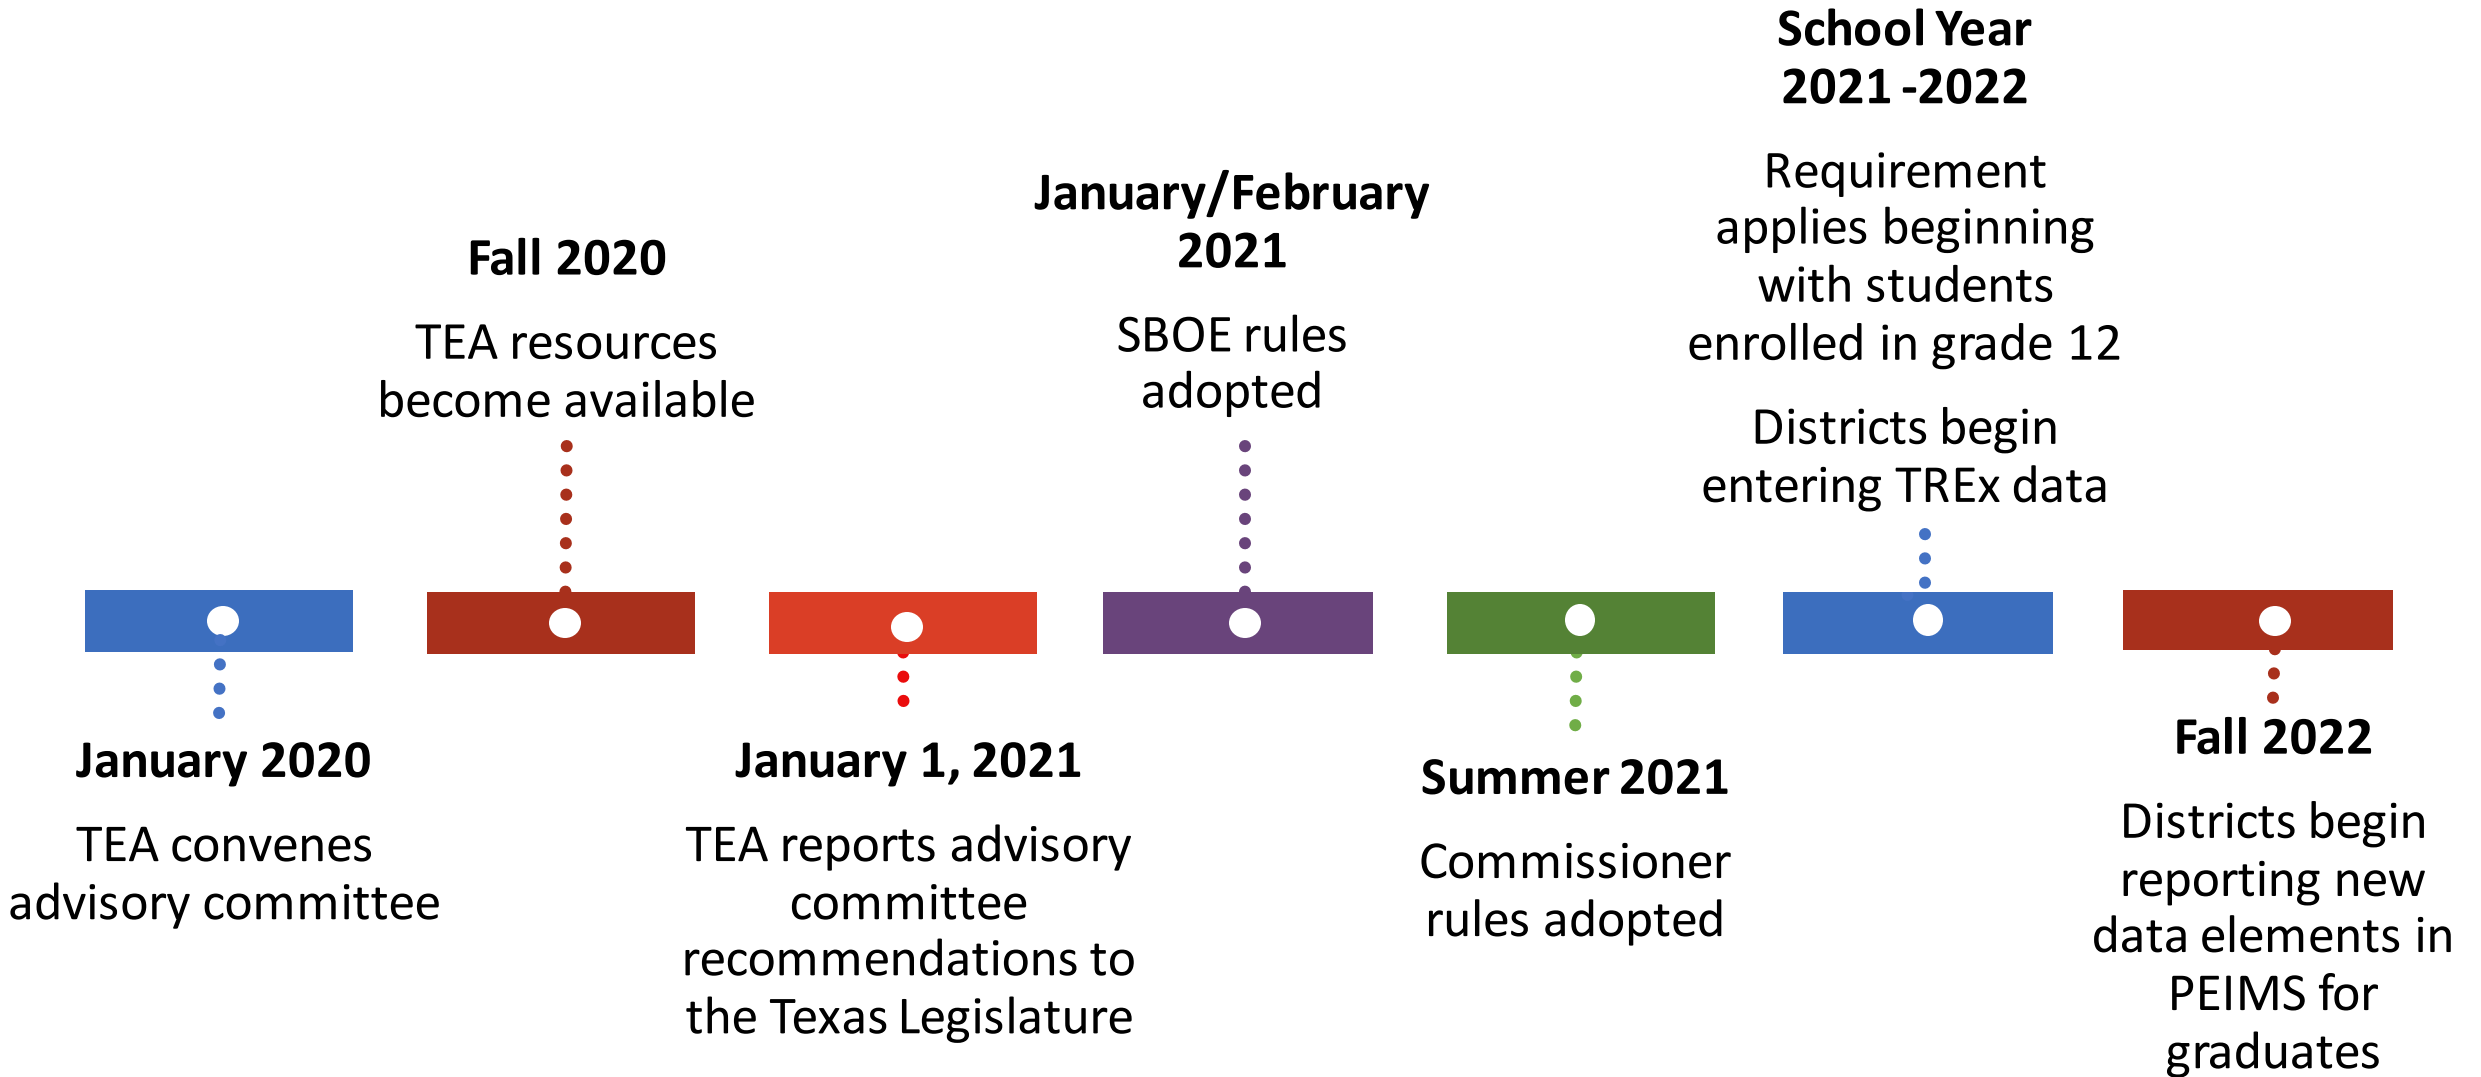 January 2020
TEA convenes
advisory committee
Fall 2020
TEA resources
become available
January 1, 2021
TEA reports advisory
committee
recommendations to
the Texas Legislature
January/February
2021
SBOE rules
adopted
Summer 2021
Commissioner
rules adopted
School Year
2021 -2022
Requirement
applies beginning
with students
enrolled in grade 12
Districts begin
entering TREx data
Fall 2022
Districts begin
reporting new
data elements in
PEIMS for
graduates